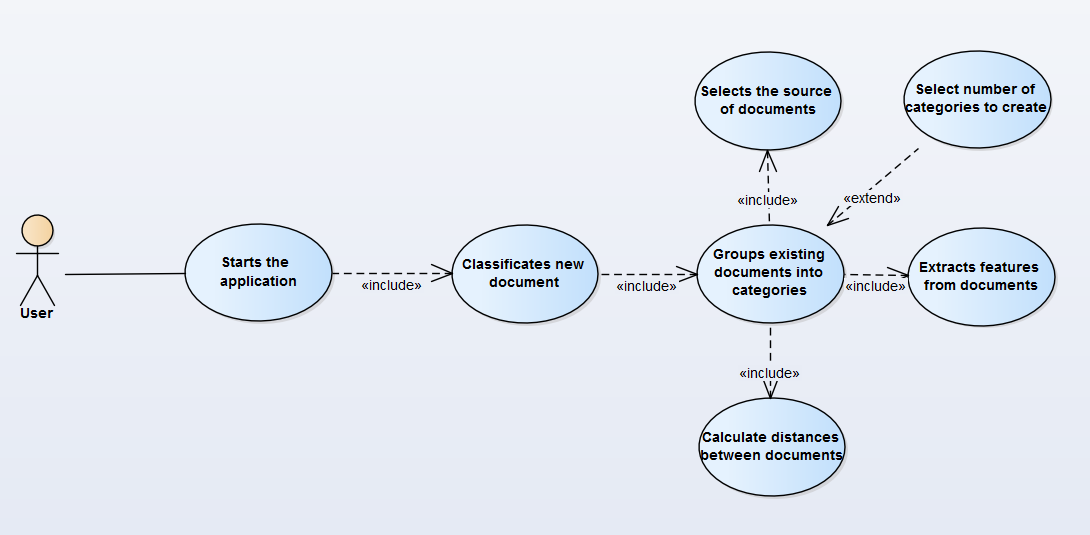 Selects the source
of documents
Select number of
categories to create
«include»
«extend»
User
Starts the
application
«include»
Classificates new
document
«include»
Groups existing
documents into
categories
«include»
Extracts features
from documents
«include»
Calculate distances
between documents